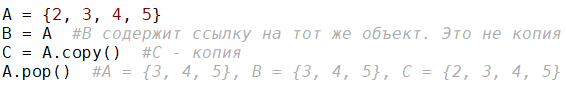 A = {2, 3, 4, 5}
B = A  #B содержит ссылку на тот же объект. Это не копия
C = A.copy()  #C - копия
A.pop()  #A = {3, 4, 5}, B = {3, 4, 5}, C = {2, 3, 4, 5}